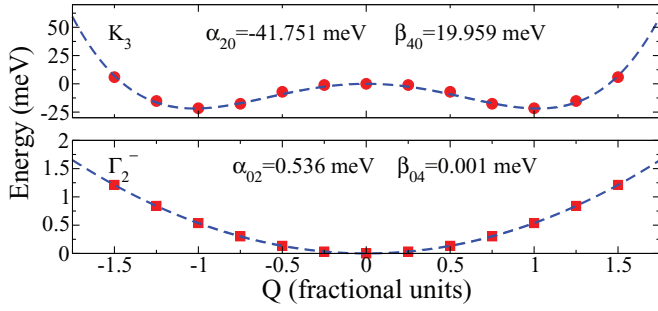 K₃ α₂₀=-41.751 meV β₄₀=19.959 meV
50
25
0
-25
Energy (meV)
Γ₂⁻ α₀₂=0.536 meV β₀₄=0.001 meV
2
1.5
1
0.5
0
-1.5 -1 -0.5 0 0.5 1 1.5
Q (fractional units)